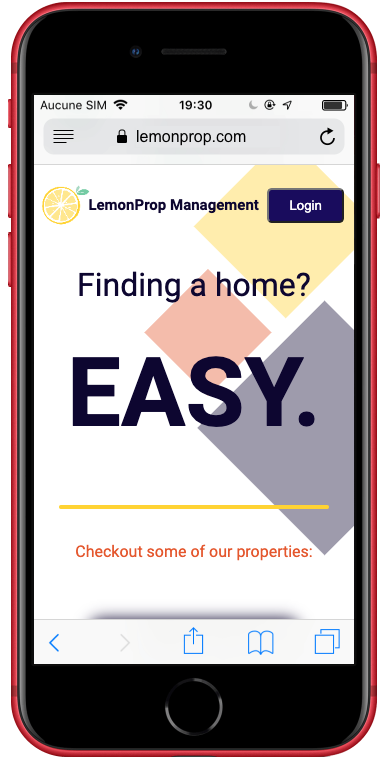 Aucune SIM 19:30
lemonprop.com
LemonProp Management Login
Finding a home?
EASY.
Checkout some of our properties: